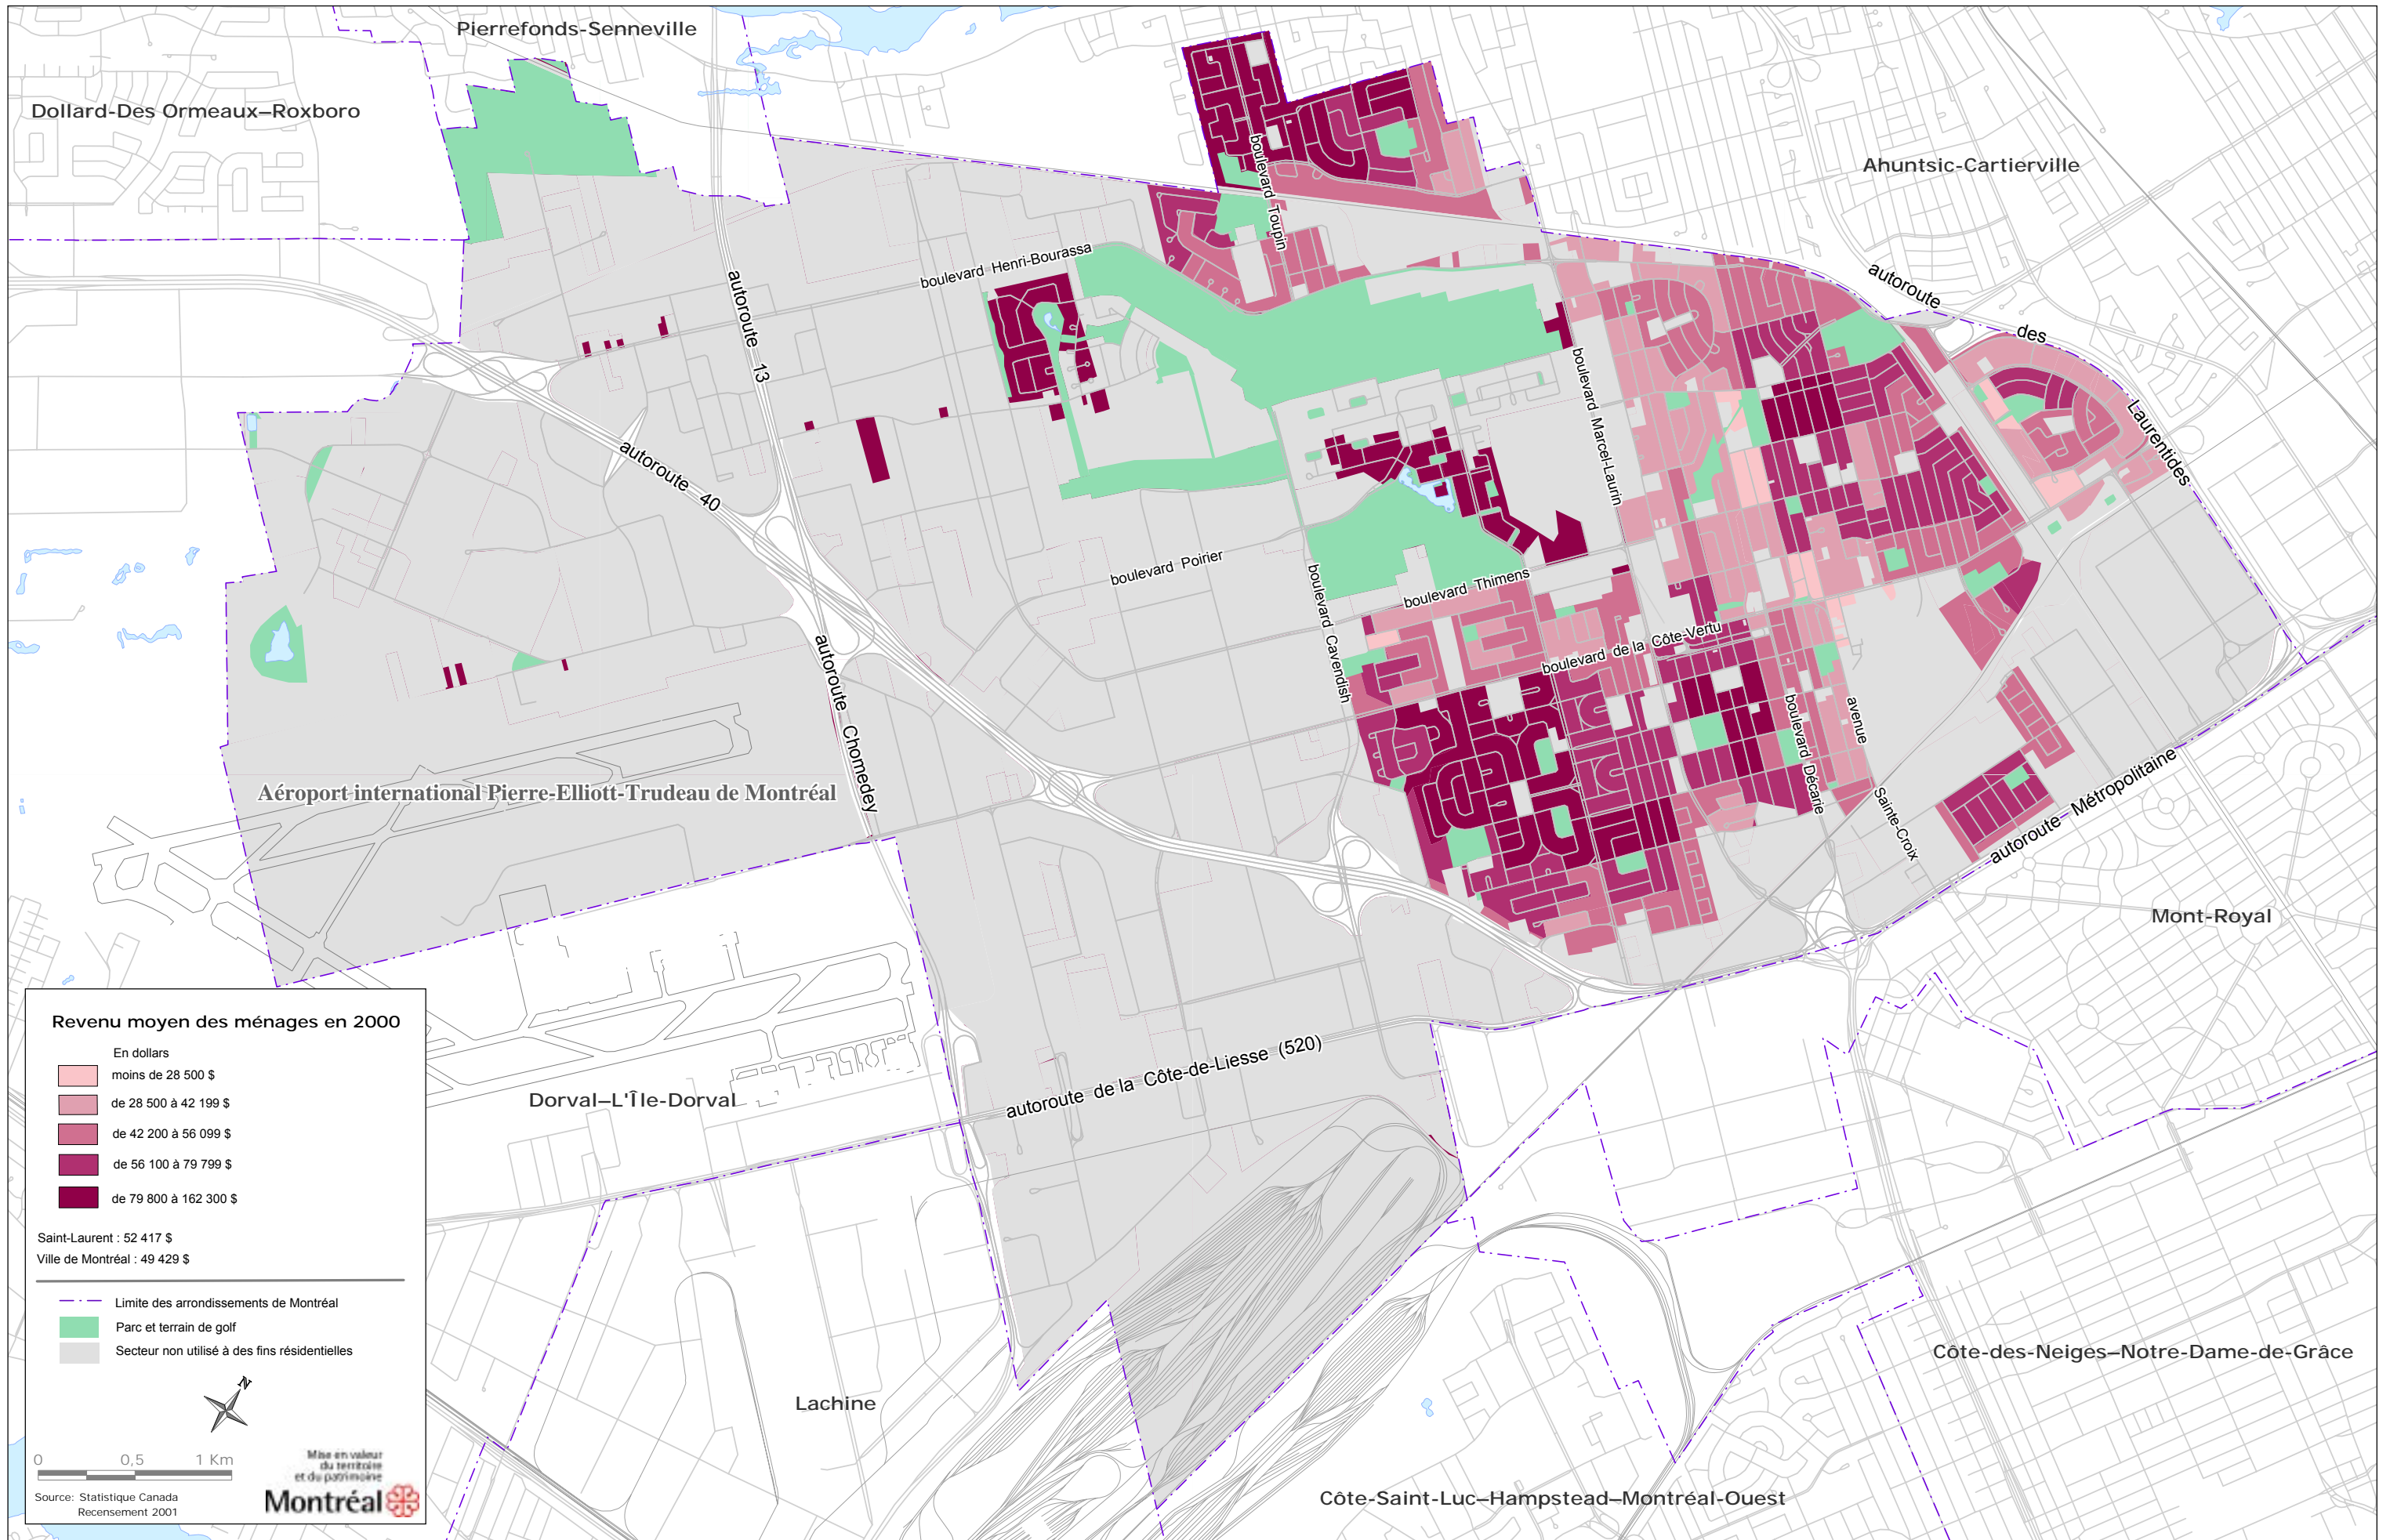 Pierrefonds-Senneville
Dollard-Des Ormeaux–Roxboro
Ahuntsic-Cartierville
boulevard Toupin
boulevard Henri-Bourassa
autoroute 13
autoroute des Laurentides
boulevard Marcel-Laurin
autoroute 40
boulevard Poirier
boulevard Thimens
boulevard Cavendish
boulevard de la Côte-Vertu
autoroute Chomedey
boulevard Décarie
avenue Sainte-Croix
Aéroport international Pierre-Elliott-Trudeau de Montréal
autoroute Métropolitaine
Mont-Royal
autoroute de la Côte-de-Liesse (520)
Dorval–L'Île-Dorval
Lachine
Côte-des-Neiges–Notre-Dame-de-Grâce
Côte-Saint-Luc–Hampstead–Montréal-Ouest
Revenu moyen des ménages en 2000
En dollars
moins de 28 500 $
de 28 500 à 42 199 $
de 42 200 à 56 099 $
de 56 100 à 79 799 $
de 79 800 à 162 300 $
Saint-Laurent : 52 417 $
Ville de Montréal : 49 429 $
Limite des arrondissements de Montréal
Parc et terrain de golf
Secteur non utilisé à des fins résidentielles
N
0 0,5 1 Km
Mise en valeur
du territoire
et du patrimoine
Montréal
Source: Statistique Canada
Recensement 2001